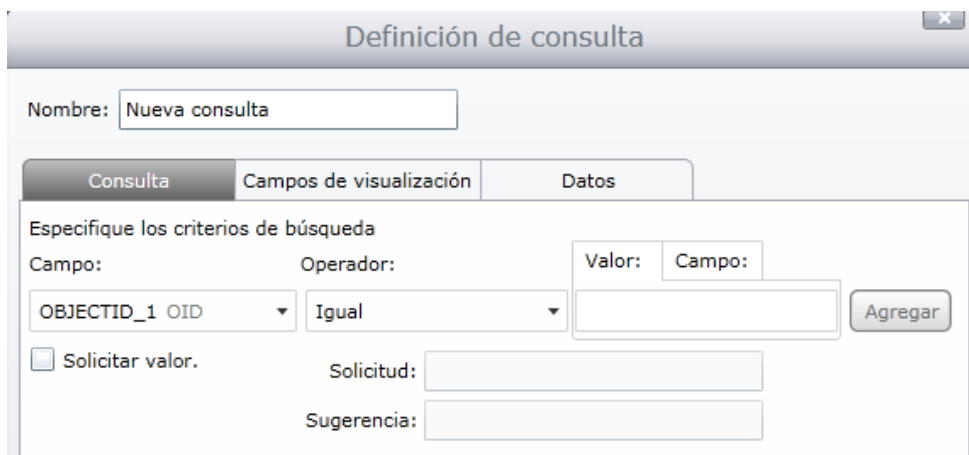 Definición de consulta
Nombre: Nueva consulta
Consulta Campos de visualización Datos
Especifique los criterios de búsqueda
Campo: Operador: Valor: Campo:
OBJECTID_1 OID Igual Agregar
Solicitar valor.
Solicitud:
Sugerencia: